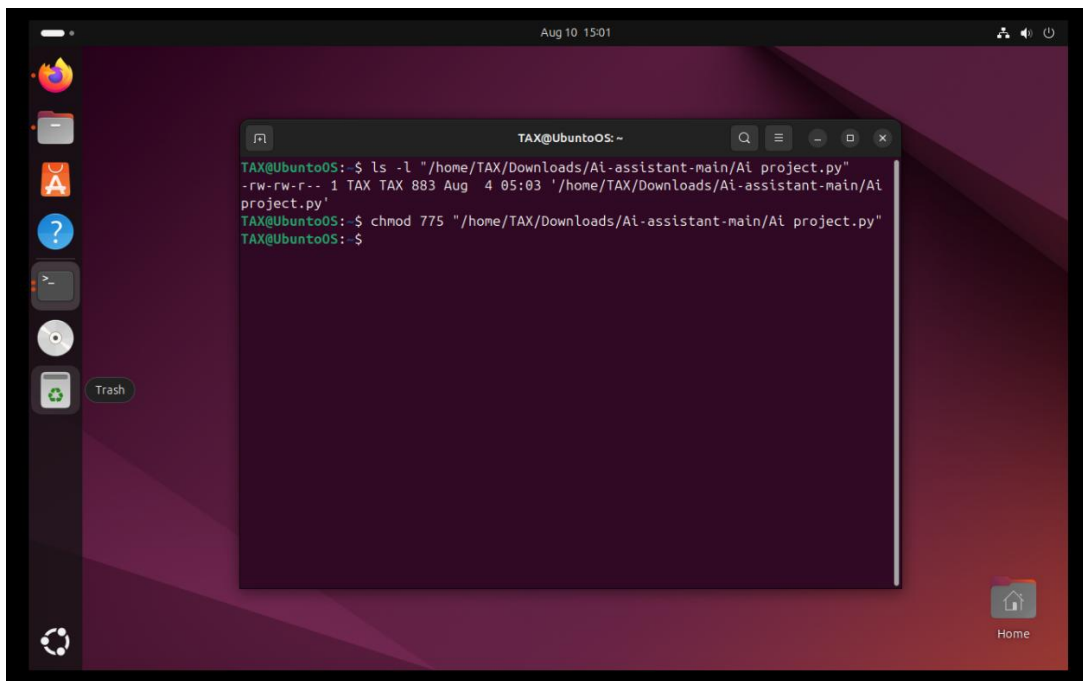 Aug 10 15:01
TAX@UbuntoOS: ~
TAX@UbuntoOS:~$ ls -l "/home/TAX/Downloads/Ai-assistant-main/Ai project.py"
-rw-rw-r-- 1 TAX TAX 883 Aug  4 05:03 '/home/TAX/Downloads/Ai-assistant-main/Ai
project.py'
TAX@UbuntoOS:~$ chmod 775 "/home/TAX/Downloads/Ai-assistant-main/Ai project.py"
TAX@UbuntoOS:~$
Trash
Home